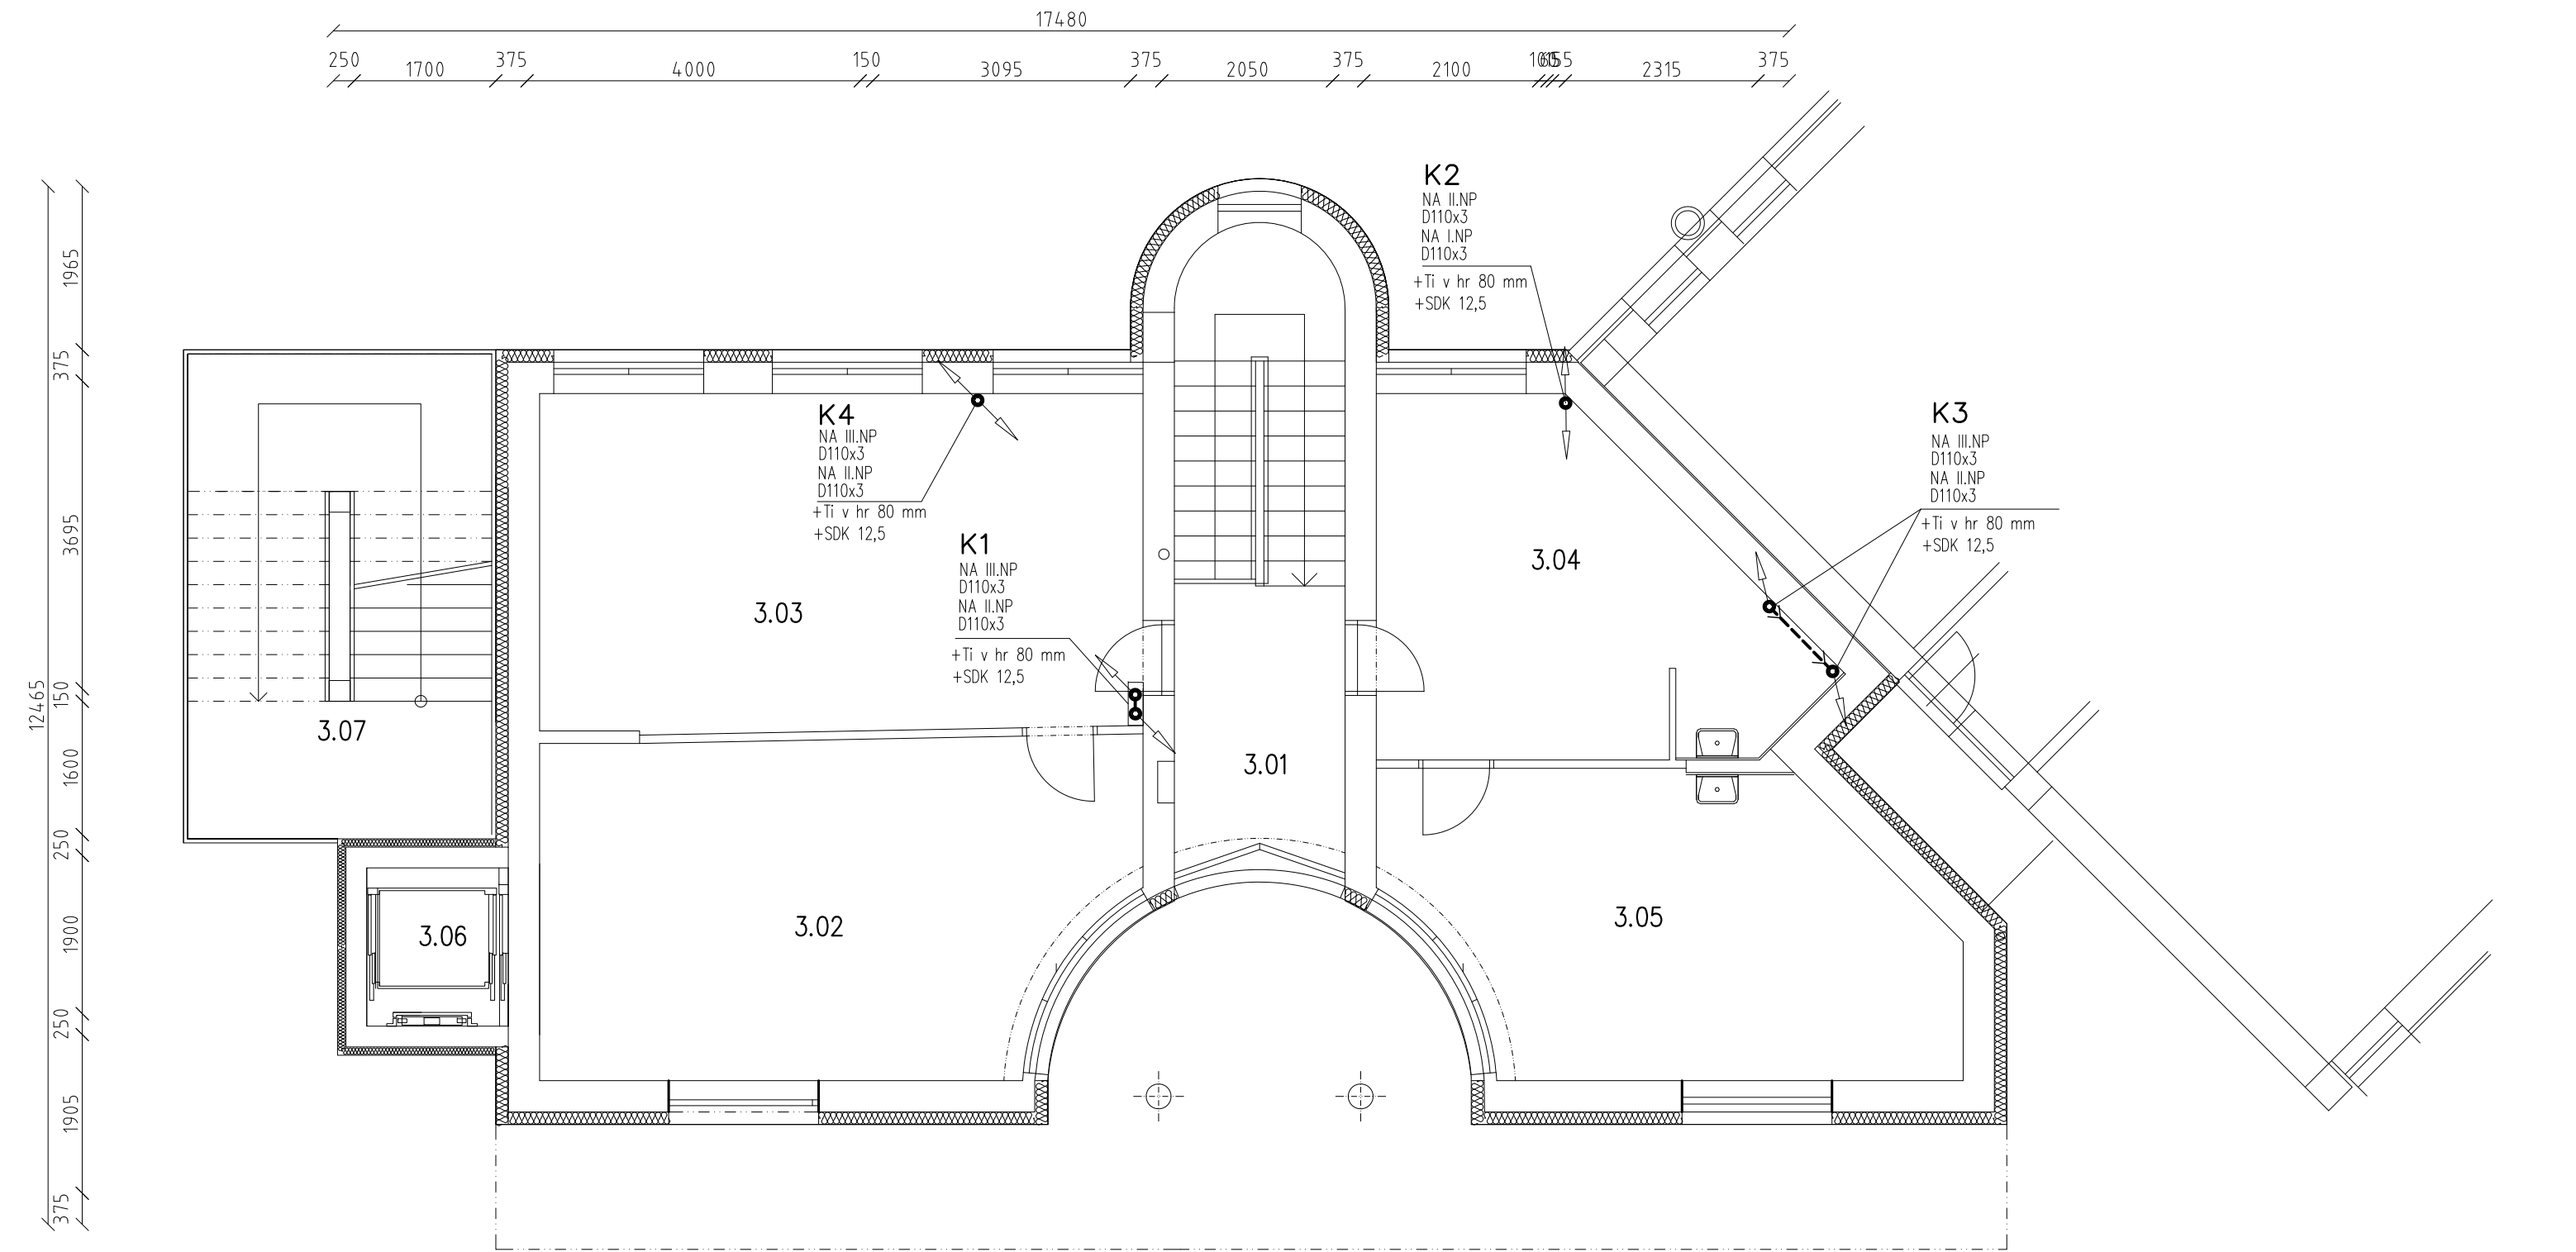 17480
250
1700
375
4000
150
3095
375
2050
375
2100
2315
375
12465
1965
375
3695
150
1600
250
1900
250
1905
375
K2
NA II.NP
D110x3
NA I.NP
D110x3
+Ti v hr 80 mm
+SDK 12,5
K4
NA III.NP
D110x3
NA II.NP
D110x3
+Ti v hr 80 mm
+SDK 12,5
K3
NA III.NP
D110x3
NA II.NP
D110x3
+Ti v hr 80 mm
+SDK 12,5
K1
NA III.NP
D110x3
NA II.NP
D110x3
+Ti v hr 80 mm
+SDK 12,5
3.04
3.03
3.07
3.01
3.06
3.02
3.05